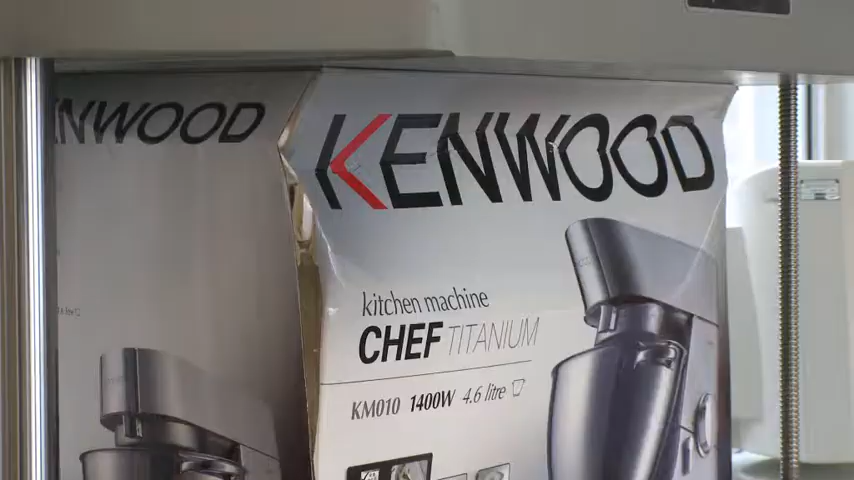 NWOOD
KENWOOD
kitchen machine
CHEF TITANIUM
KM010 1400W 4.6 litre